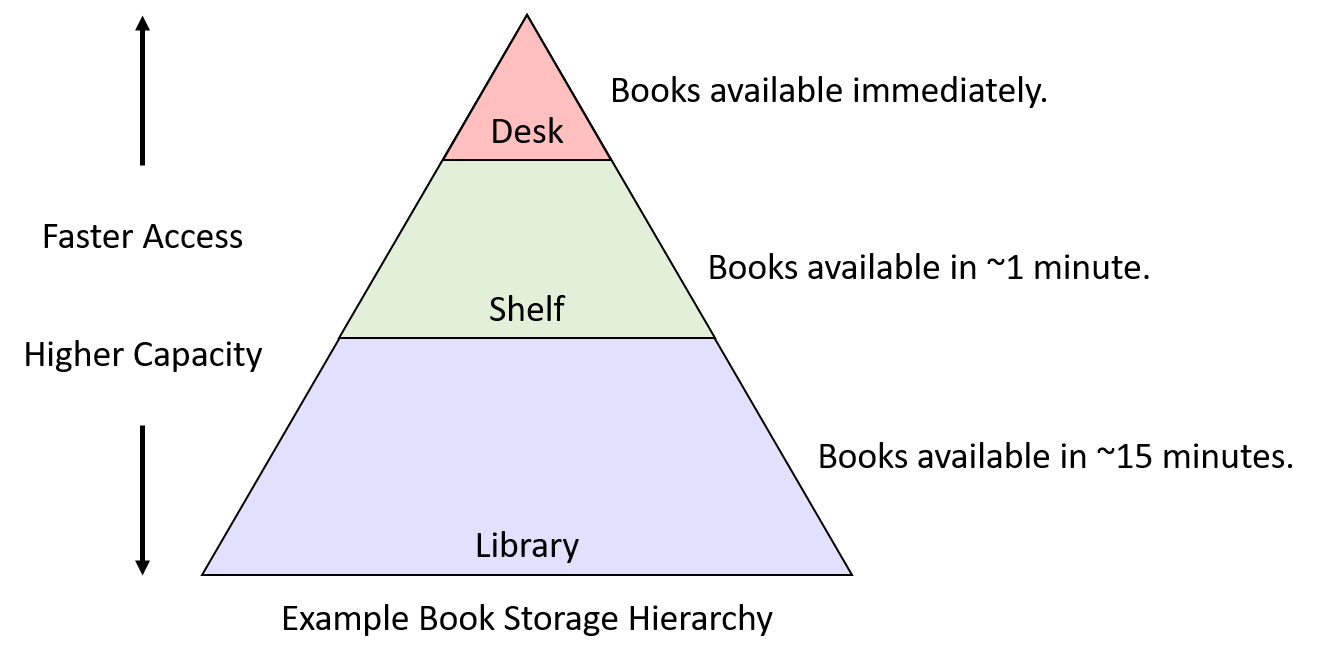 Books available immediately.
Desk
Faster Access
Books available in ~1 minute.
Shelf
Higher Capacity
Books available in ~15 minutes.
Library
Example Book Storage Hierarchy